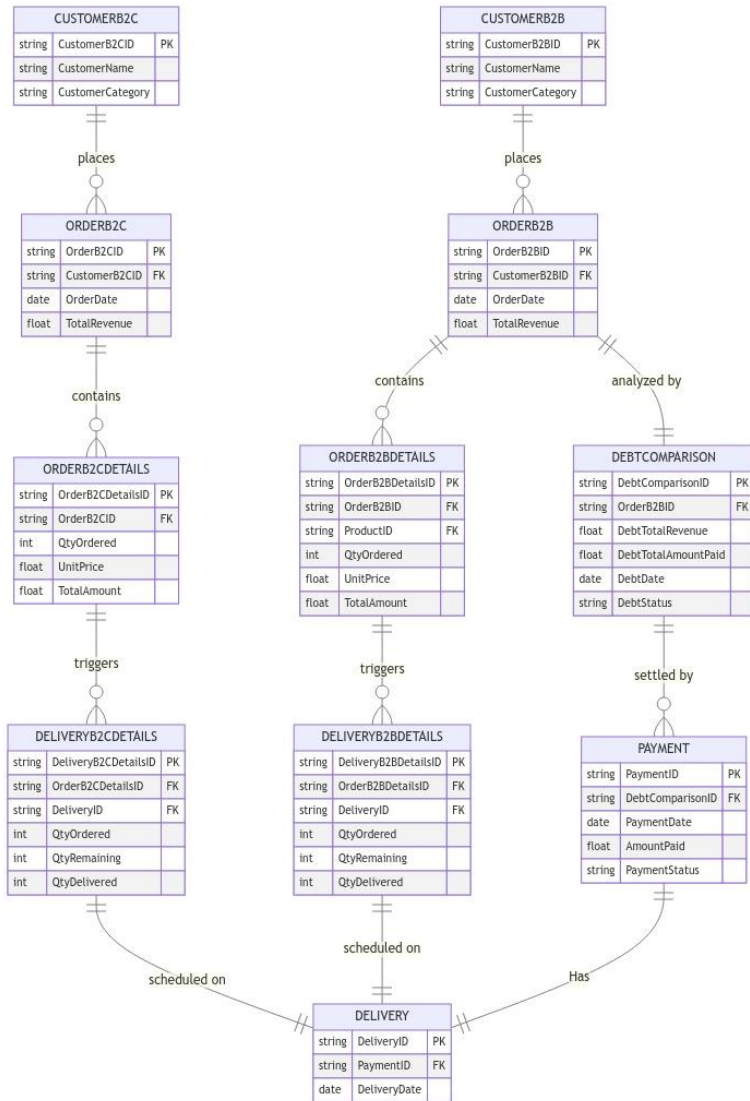 CUSTOMERB2C
string CustomerB2CID PK
string CustomerName
string CustomerCategory
CUSTOMERB2B
string CustomerB2BID PK
string CustomerName
string CustomerCategory
places
places
ORDERB2C
string OrderB2CID PK
string CustomerB2CID FK
date OrderDate
float TotalRevenue
ORDERB2B
string OrderB2BID PK
string CustomerB2BID FK
date OrderDate
float TotalRevenue
contains
contains
analyzed by
ORDERB2CDETAILS
string OrderB2CDetailsID PK
string OrderB2CID FK
int QtyOrdered
float UnitPrice
float TotalAmount
ORDERB2BDETAILS
string OrderB2BDetailsID PK
string OrderB2BID FK
string ProductID FK
int QtyOrdered
float UnitPrice
float TotalAmount
DEBTCOMPARISON
string DebtComparisonID PK
string OrderB2BID FK
float DebtTotalRevenue
float DebtTotalAmountPaid
date DebtDate
string DebtStatus
triggers
triggers
settled by
DELIVERYB2CDETAILS
string DeliveryB2CDetailsID PK
string OrderB2CDetailsID FK
string DeliveryID FK
int QtyOrdered
int QtyRemaining
int QtyDelivered
DELIVERYB2BDETAILS
string DeliveryB2BDetailsID PK
string OrderB2BDetailsID FK
string DeliveryID FK
int QtyOrdered
int QtyRemaining
int QtyDelivered
PAYMENT
string PaymentID PK
string DebtComparisonID FK
date PaymentDate
float AmountPaid
string PaymentStatus
scheduled on
scheduled on
Has
DELIVERY
string DeliveryID PK
string PaymentID FK
date DeliveryDate